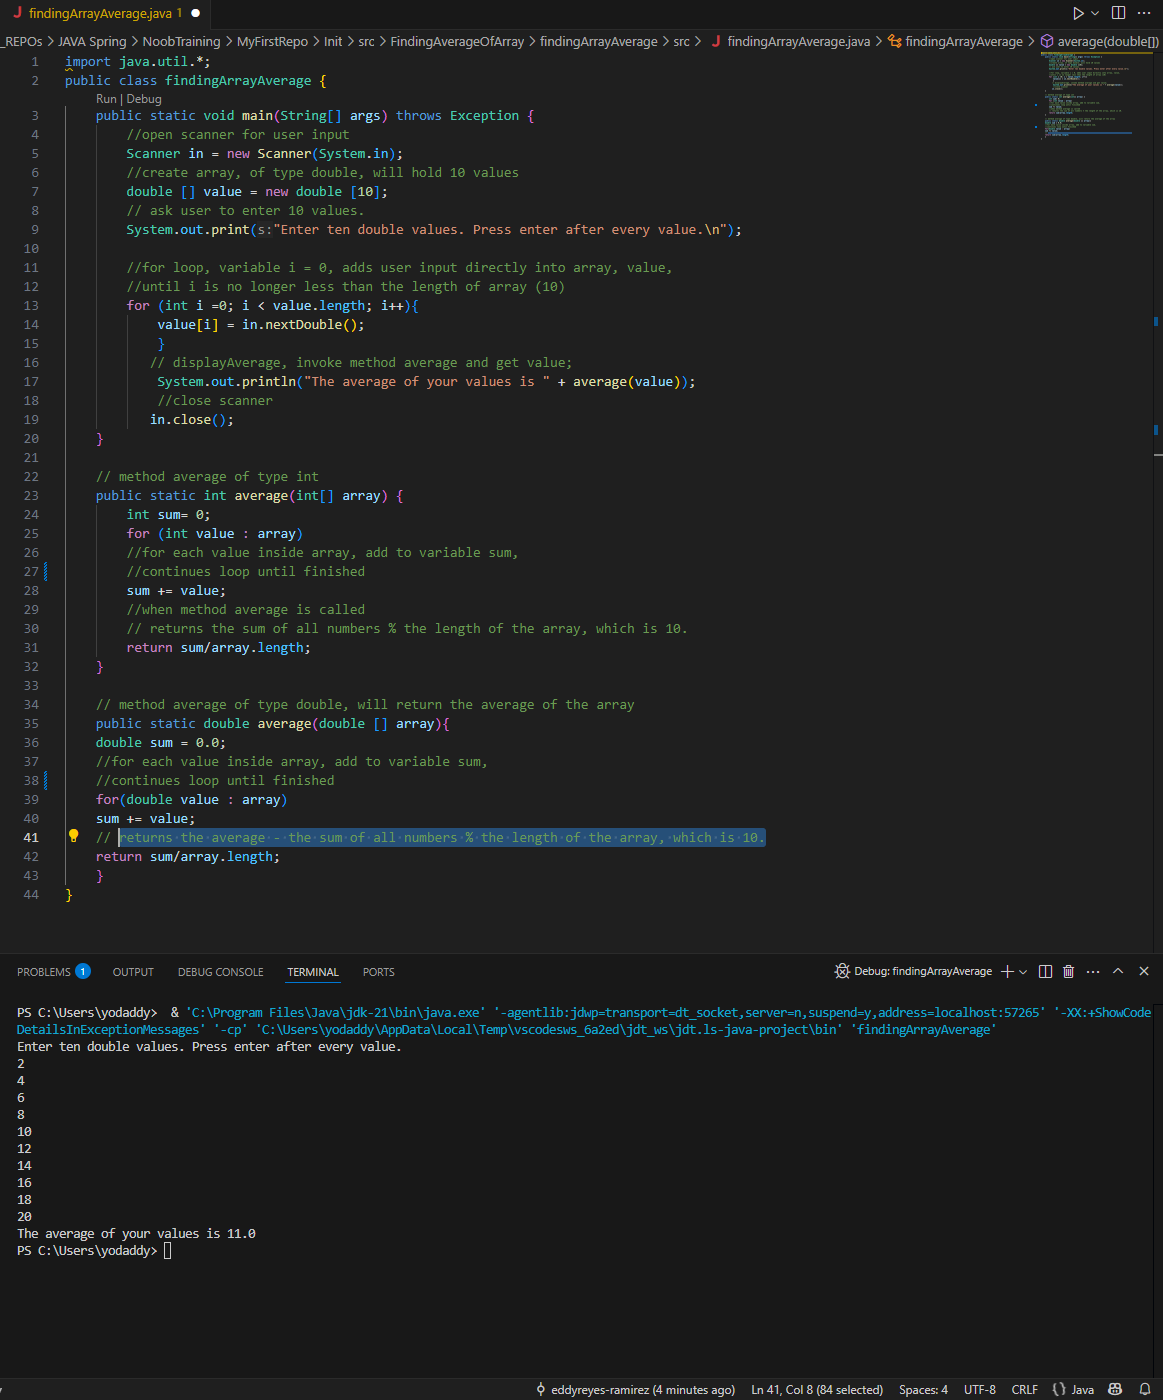 J findingArrayAverage.java 1 ●
_REPOs > JAVA Spring > NoobTraining > MyFirstRepo > Init > src > FindingAverageOfArray > findingArrayAverage > src > J findingArrayAverage.java > findingArrayAverage > average(double[])
1 import java.util.*;
2 public class findingArrayAverage {
Run | Debug
3 public static void main(String[] args) throws Exception {
4 //open scanner for user input
5 Scanner in = new Scanner(System.in);
6 //create array, of type double, will hold 10 values
7 double [] value = new double [10];
8 // ask user to enter 10 values.
9 System.out.print(s:"Enter ten double values. Press enter after every value.\n");
10
11 //for loop, variable i = 0, adds user input directly into array, value,
12 //until i is no longer less than the length of array (10)
13 for (int i =0; i < value.length; i++){
14 value[i] = in.nextDouble();
15 }
16 // displayAverage, invoke method average and get value;
17 System.out.println("The average of your values is " + average(value));
18 //close scanner
19 in.close();
20 }
21
22 // method average of type int
23 public static int average(int[] array) {
24 int sum= 0;
25 for (int value : array)
26 //for each value inside array, add to variable sum,
27 //continues loop until finished
28 sum += value;
29 //when method average is called
30 // returns the sum of all numbers % the length of the array, which is 10.
31 return sum/array.length;
32 }
33
34 // method average of type double, will return the average of the array
35 public static double average(double [] array){
36 double sum = 0.0;
37 //for each value inside array, add to variable sum,
38 //continues loop until finished
39 for(double value : array)
40 sum += value;
41 // returns the average - the sum of all numbers % the length of the array, which is 10.
42 return sum/array.length;
43 }
44 }
PROBLEMS 1 OUTPUT DEBUG CONSOLE TERMINAL PORTS Debug: findingArrayAverage
PS C:\Users\yodaddy> & 'C:\Program Files\Java\jdk-21\bin\java.exe' '-agentlib:jdwp=transport=dt_socket,server=n,suspend=y,address=localhost:57265' '-XX:+ShowCode
DetailsInExceptionMessages' '-cp' 'C:\Users\yodaddy\AppData\Local\Temp\vscodesws_6a2ed\jdt_ws\jdt.ls-java-project\bin' 'findingArrayAverage'
Enter ten double values. Press enter after every value.
2
4
6
8
10
12
14
16
18
20
The average of your values is 11.0
PS C:\Users\yodaddy>
eddyreyes-ramirez (4 minutes ago) Ln 41, Col 8 (84 selected) Spaces: 4 UTF-8 CRLF {} Java